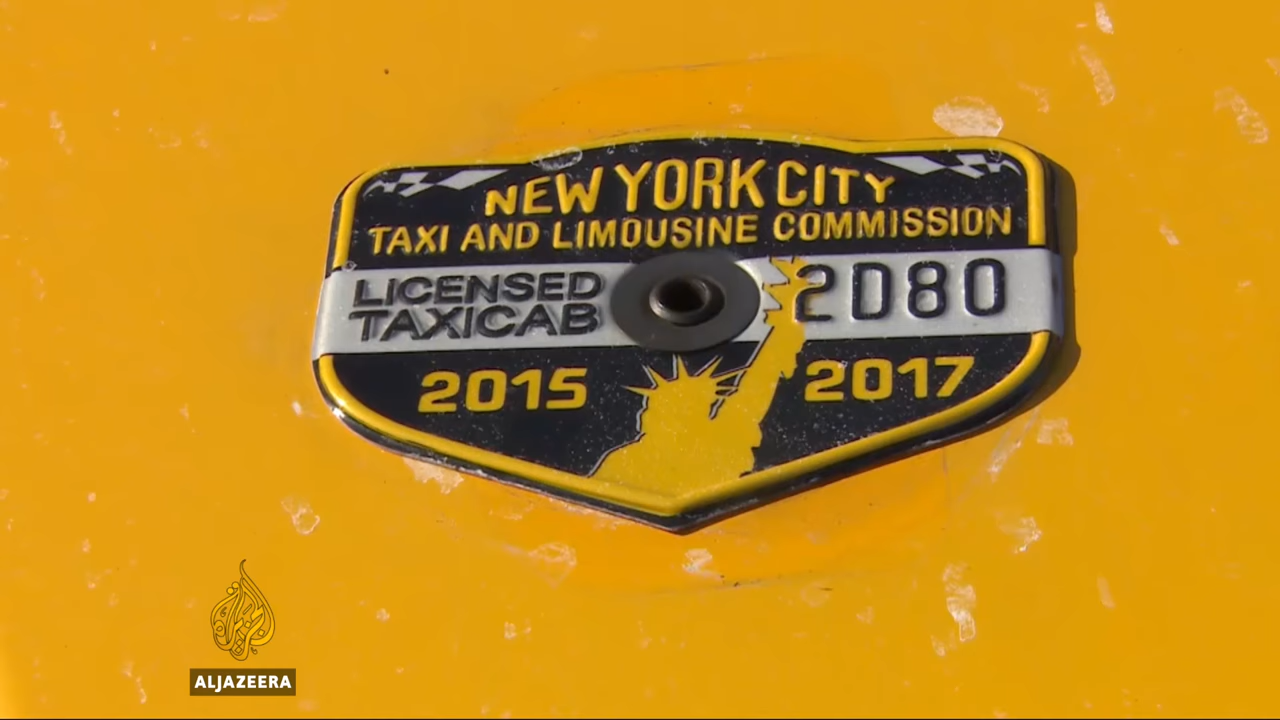 NEW YORK CITY
TAXI AND LIMOUSINE COMMISSION
LICENSED
TAXICAB
2D80
2015
2017
ALJAZEERA